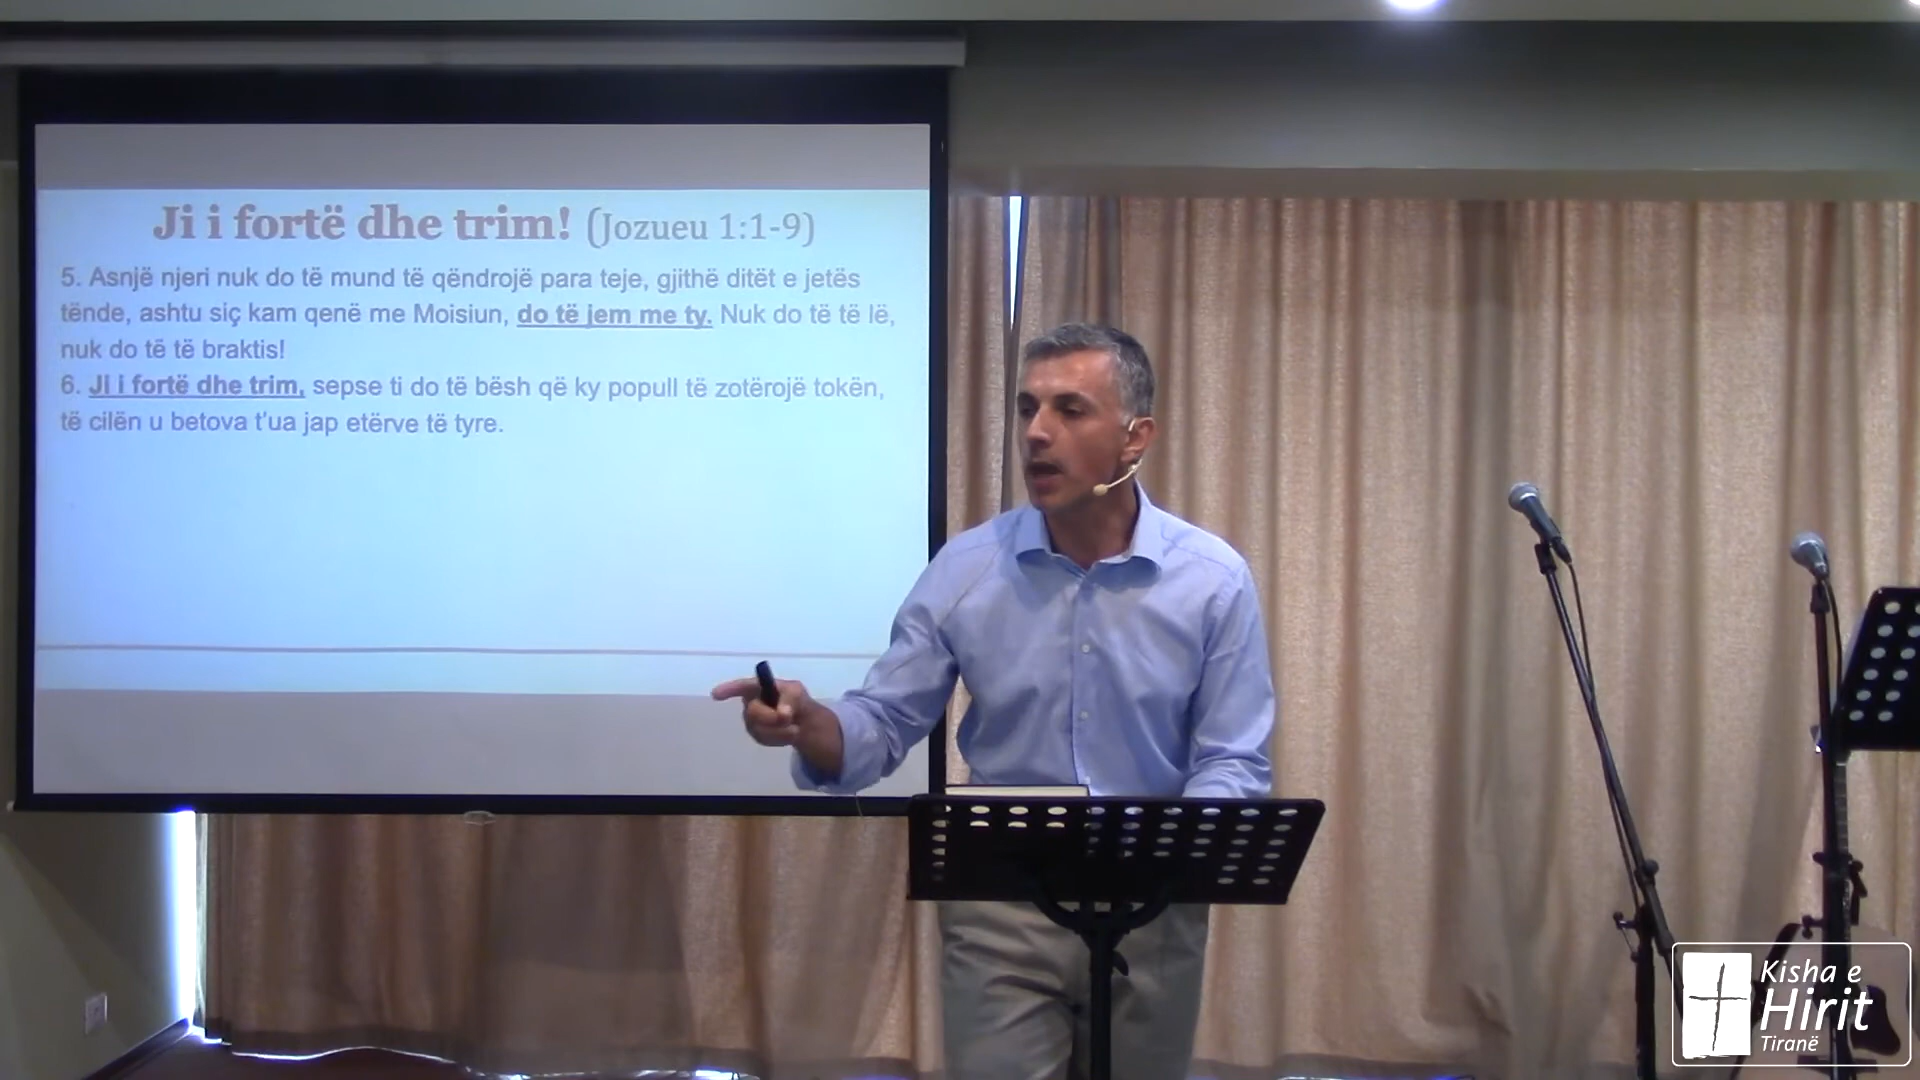 Ji i fortë dhe trim! (Jozueu 1:1-9)
5. Asnjë njeri nuk do të mund të qëndrojë para teje, gjithë ditët e jetës
tënde, ashtu siç kam qenë me Moisiun, do të jem me ty. Nuk do të të lë,
nuk do të të braktis!
6. Ji i fortë dhe trim, sepse ti do të bësh që ky popull të zotërojë tokën,
të cilën u betova t'ua jap etërve të tyre.
Kisha e
Hirit
Tiranë